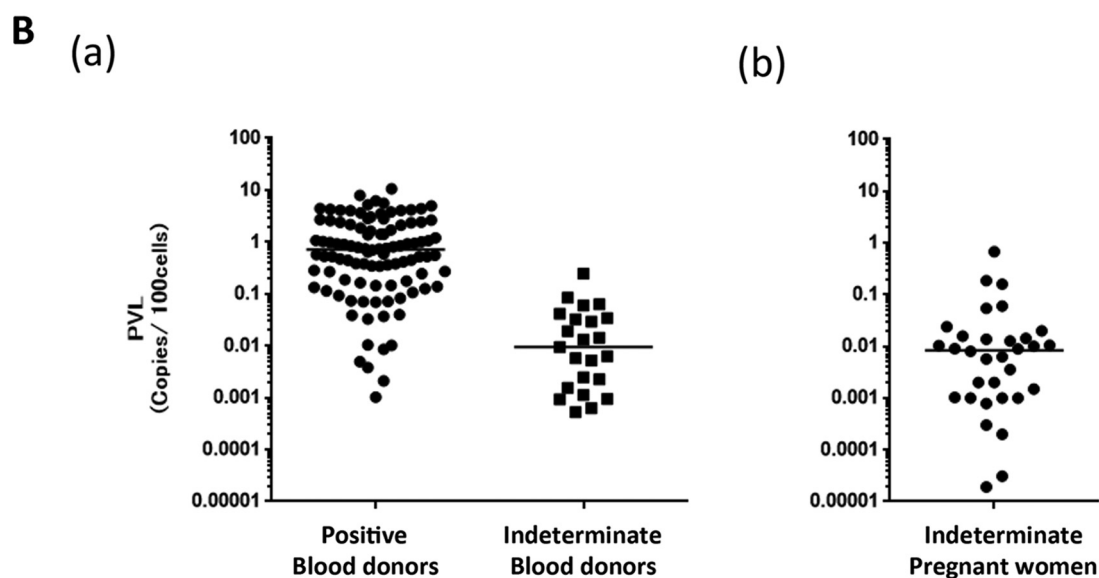 B
(a)
(b)
PVL
(Copies/ 100cells)
100
10
1
0.1
0.01
0.001
0.0001
0.00001
Positive
Blood donors
Indeterminate
Blood donors
100
10
1
0.1
0.01
0.001
0.0001
0.00001
Indeterminate
Pregnant women